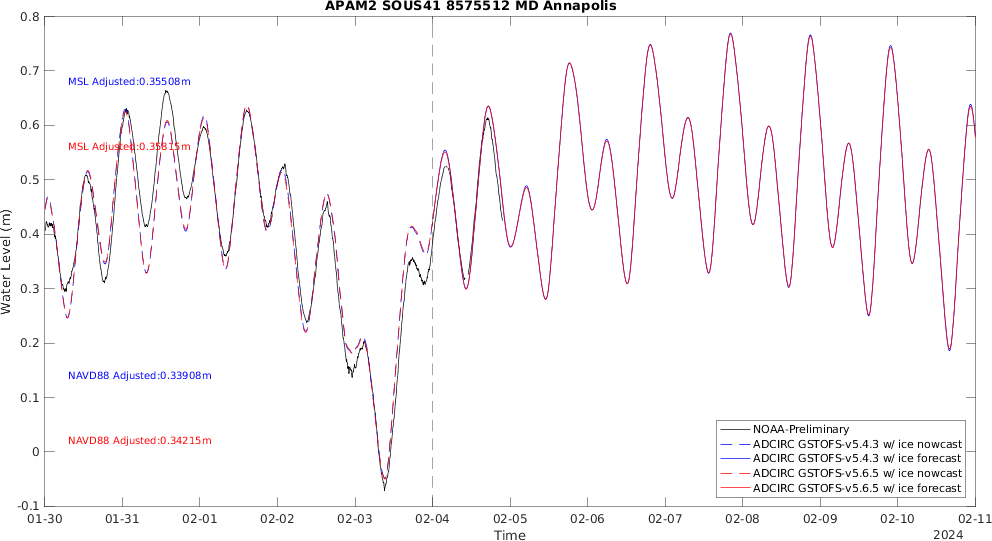 APAM2 SOUS41 8575512 MD Annapolis
0.8
0.7
0.6
0.5
0.4
0.3
0.2
0.1
0
-0.1
Water Level (m)
MSL Adjusted:0.35508m
MSL Adjusted:0.35815m
NAVD88 Adjusted:0.33908m
NAVD88 Adjusted:0.34215m
NOAA-Preliminary
ADCIRC GSTOFS-v5.4.3 w/ ice nowcast
ADCIRC GSTOFS-v5.4.3 w/ ice forecast
ADCIRC GSTOFS-v5.6.5 w/ ice nowcast
ADCIRC GSTOFS-v5.6.5 w/ ice forecast
01-30 01-31 02-01 02-02 02-03 02-04 02-05 02-06 02-07 02-08 02-09 02-10 02-11
Time
2024